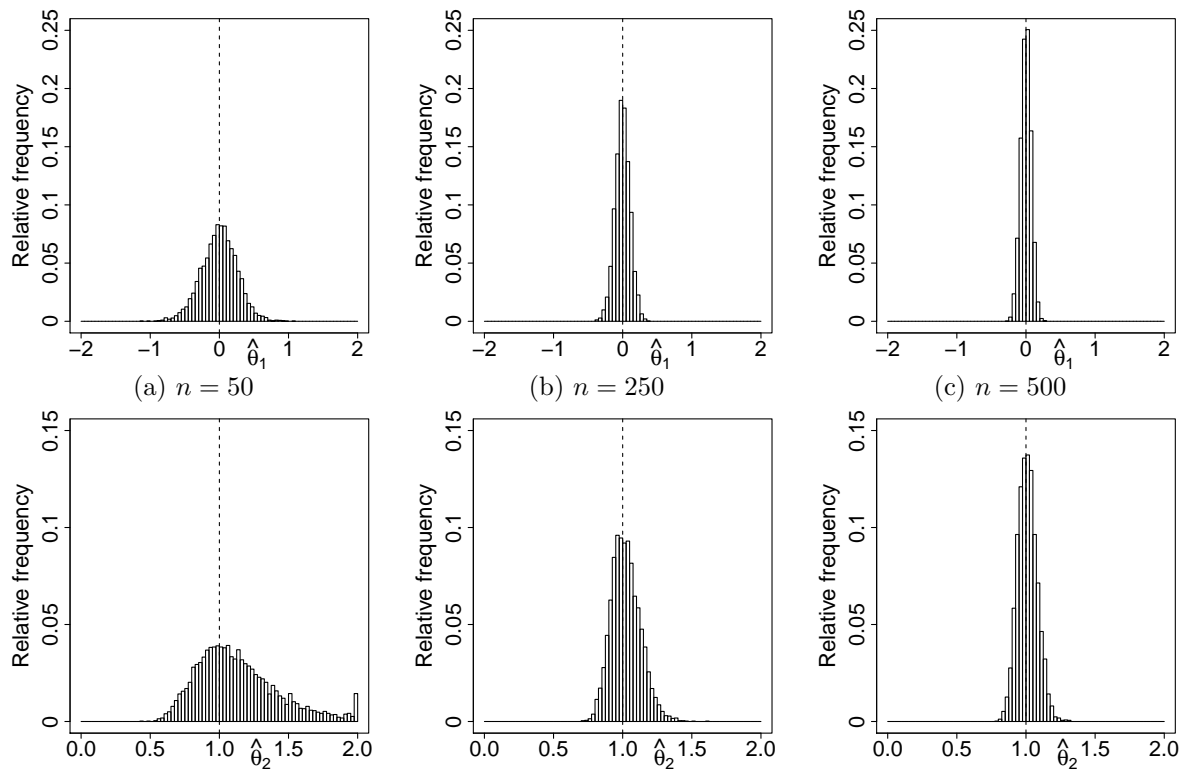 0.25
0.2
0.15
0.1
0.05
0
Relative frequency
−2 −1 0 1 2
θ̂₁
(a) n = 50
0.25
0.2
0.15
0.1
0.05
0
Relative frequency
−2 −1 0 1 2
θ̂₁
(b) n = 250
0.25
0.2
0.15
0.1
0.05
0
Relative frequency
−2 −1 0 1 2
θ̂₁
(c) n = 500
0.15
0.1
0.05
0
Relative frequency
0.0 0.5 1.0 1.5 2.0
θ̂₂
0.15
0.1
0.05
0
Relative frequency
0.0 0.5 1.0 1.5 2.0
θ̂₂
0.15
0.1
0.05
0
Relative frequency
0.0 0.5 1.0 1.5 2.0
θ̂₂